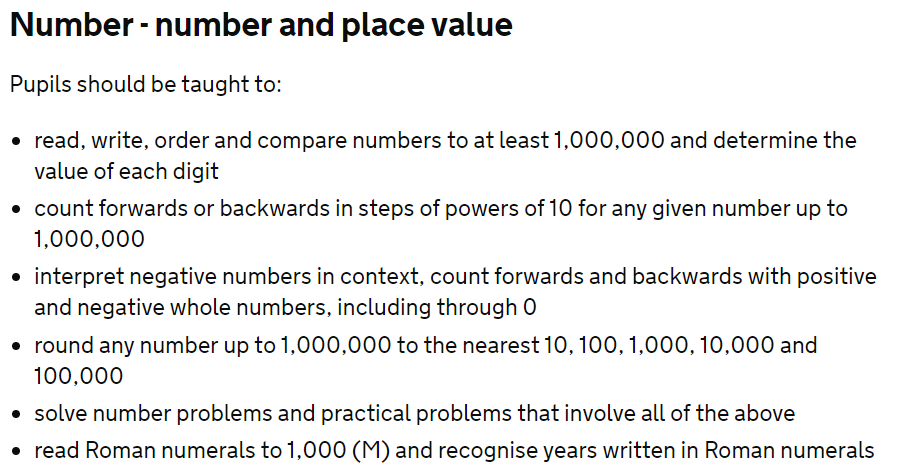 Number - number and place value
Pupils should be taught to:
• read, write, order and compare numbers to at least 1,000,000 and determine the
value of each digit
• count forwards or backwards in steps of powers of 10 for any given number up to
1,000,000
• interpret negative numbers in context, count forwards and backwards with positive
and negative whole numbers, including through 0
• round any number up to 1,000,000 to the nearest 10, 100, 1,000, 10,000 and
100,000
• solve number problems and practical problems that involve all of the above
• read Roman numerals to 1,000 (M) and recognise years written in Roman numerals